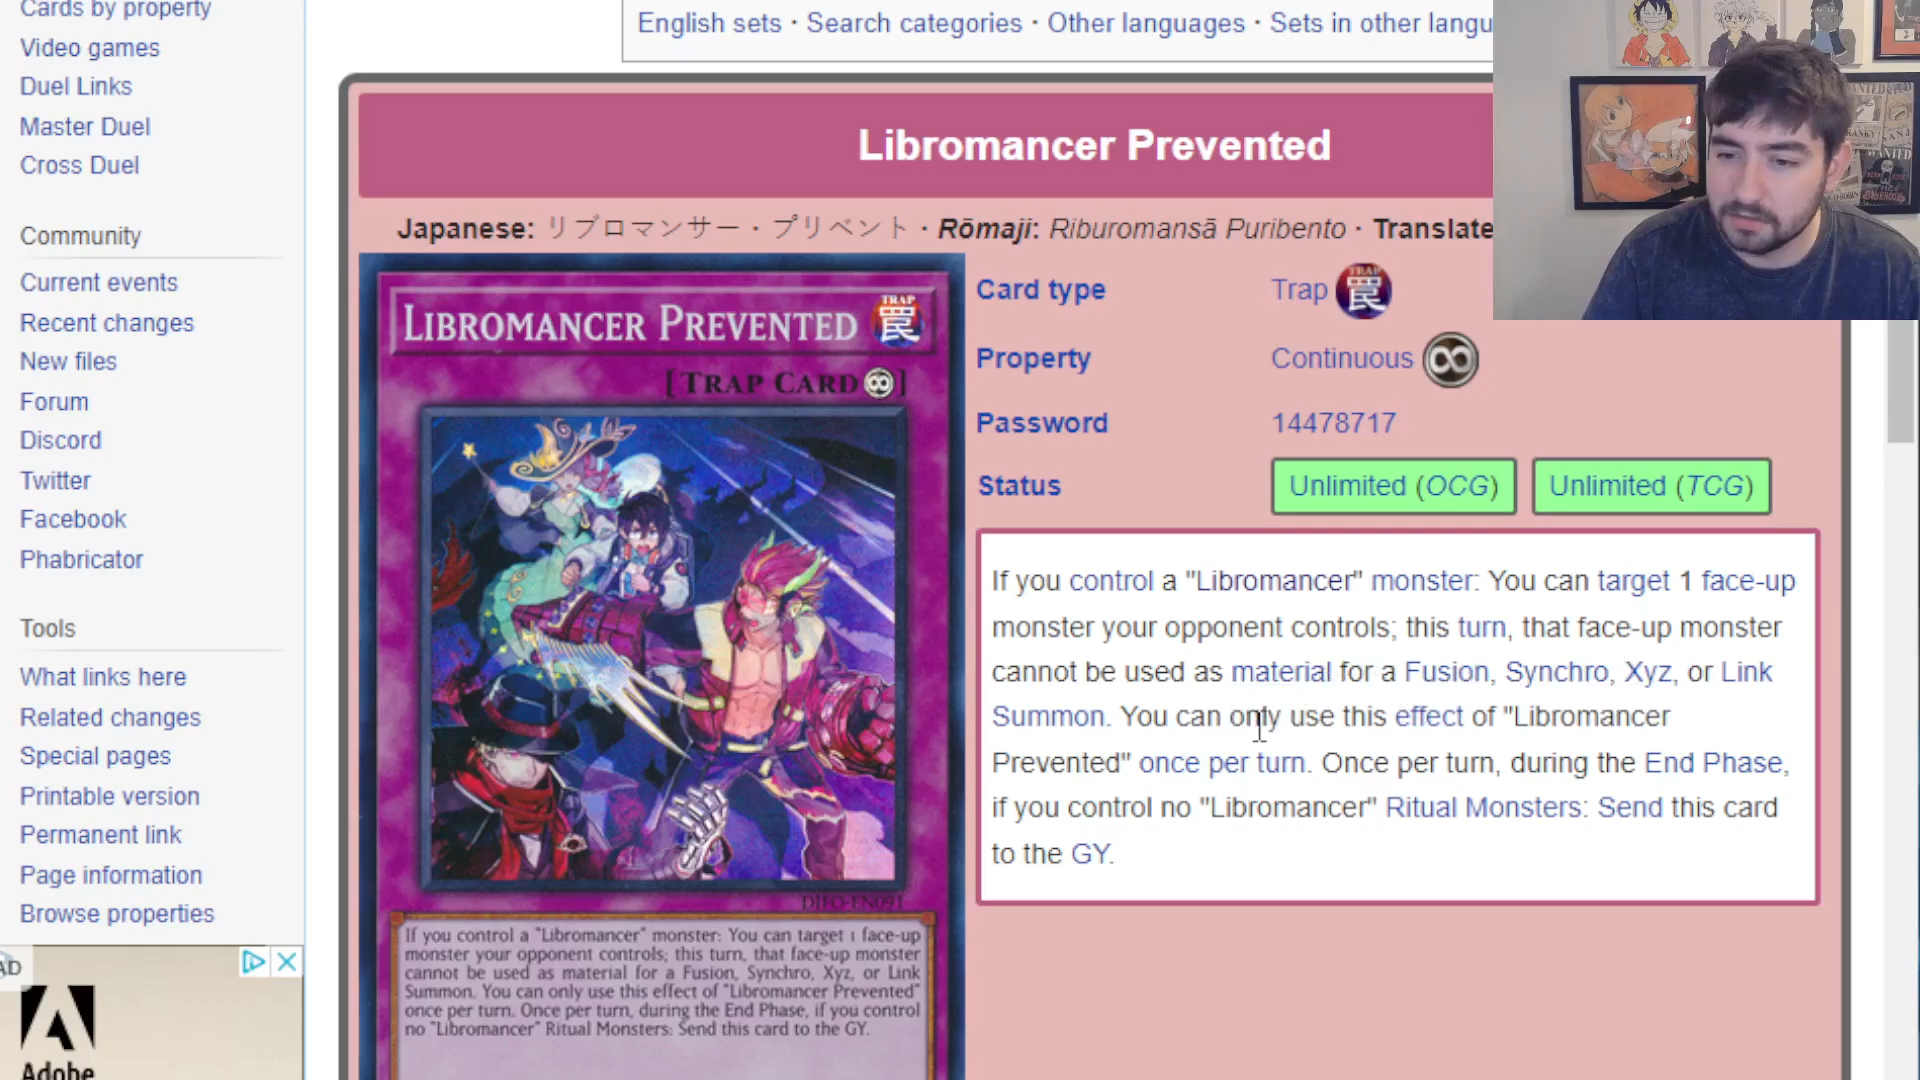 Cards by property
Video games
Duel Links
Master Duel
Cross Duel
Community
Current events
Recent changes
New files
Forum
Discord
Twitter
Facebook
Phabricator
Tools
What links here
Related changes
Special pages
Printable version
Permanent link
Page information
Browse properties
AD
Adobe
English sets · Search categories · Other languages · Sets in other langu
Libromancer Prevented
Japanese: リブロマンサー・プリベント · Rōmaji: Riburomansā Puribento · Translate
LIBROMANCER PREVENTED
TRAP
罠
[TRAP CARD ]
DIFO-EN091
If you control a "Libromancer" monster: You can target 1 face-up
monster your opponent controls; this turn, that face-up monster
cannot be used as material for a Fusion, Synchro, Xyz, or Link
Summon. You can only use this effect of "Libromancer Prevented"
once per turn. Once per turn, during the End Phase, if you control
no "Libromancer" Ritual Monsters: Send this card to the GY.
Card type Trap TRAP 罠
Property Continuous
Password 14478717
Status Unlimited (OCG) Unlimited (TCG)
If you control a "Libromancer" monster: You can target 1 face-up
monster your opponent controls; this turn, that face-up monster
cannot be used as material for a Fusion, Synchro, Xyz, or Link
Summon. You can only use this effect of "Libromancer
Prevented" once per turn. Once per turn, during the End Phase,
if you control no "Libromancer" Ritual Monsters: Send this card
to the GY.
WANTED